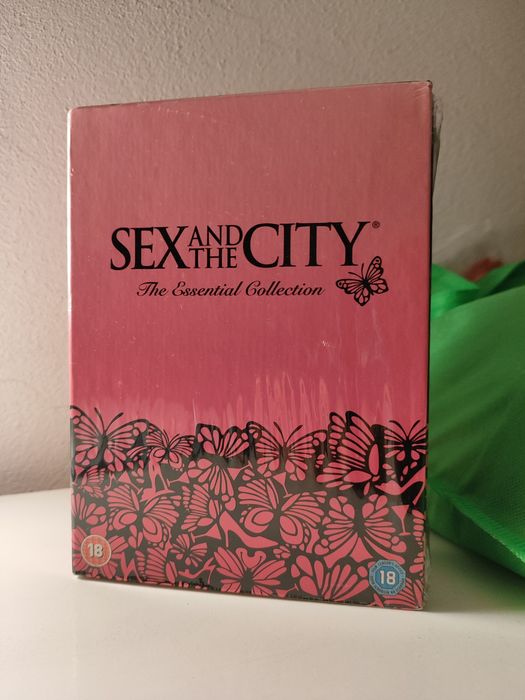 SEX AND THE CITY®
The Essential Collection
18
18